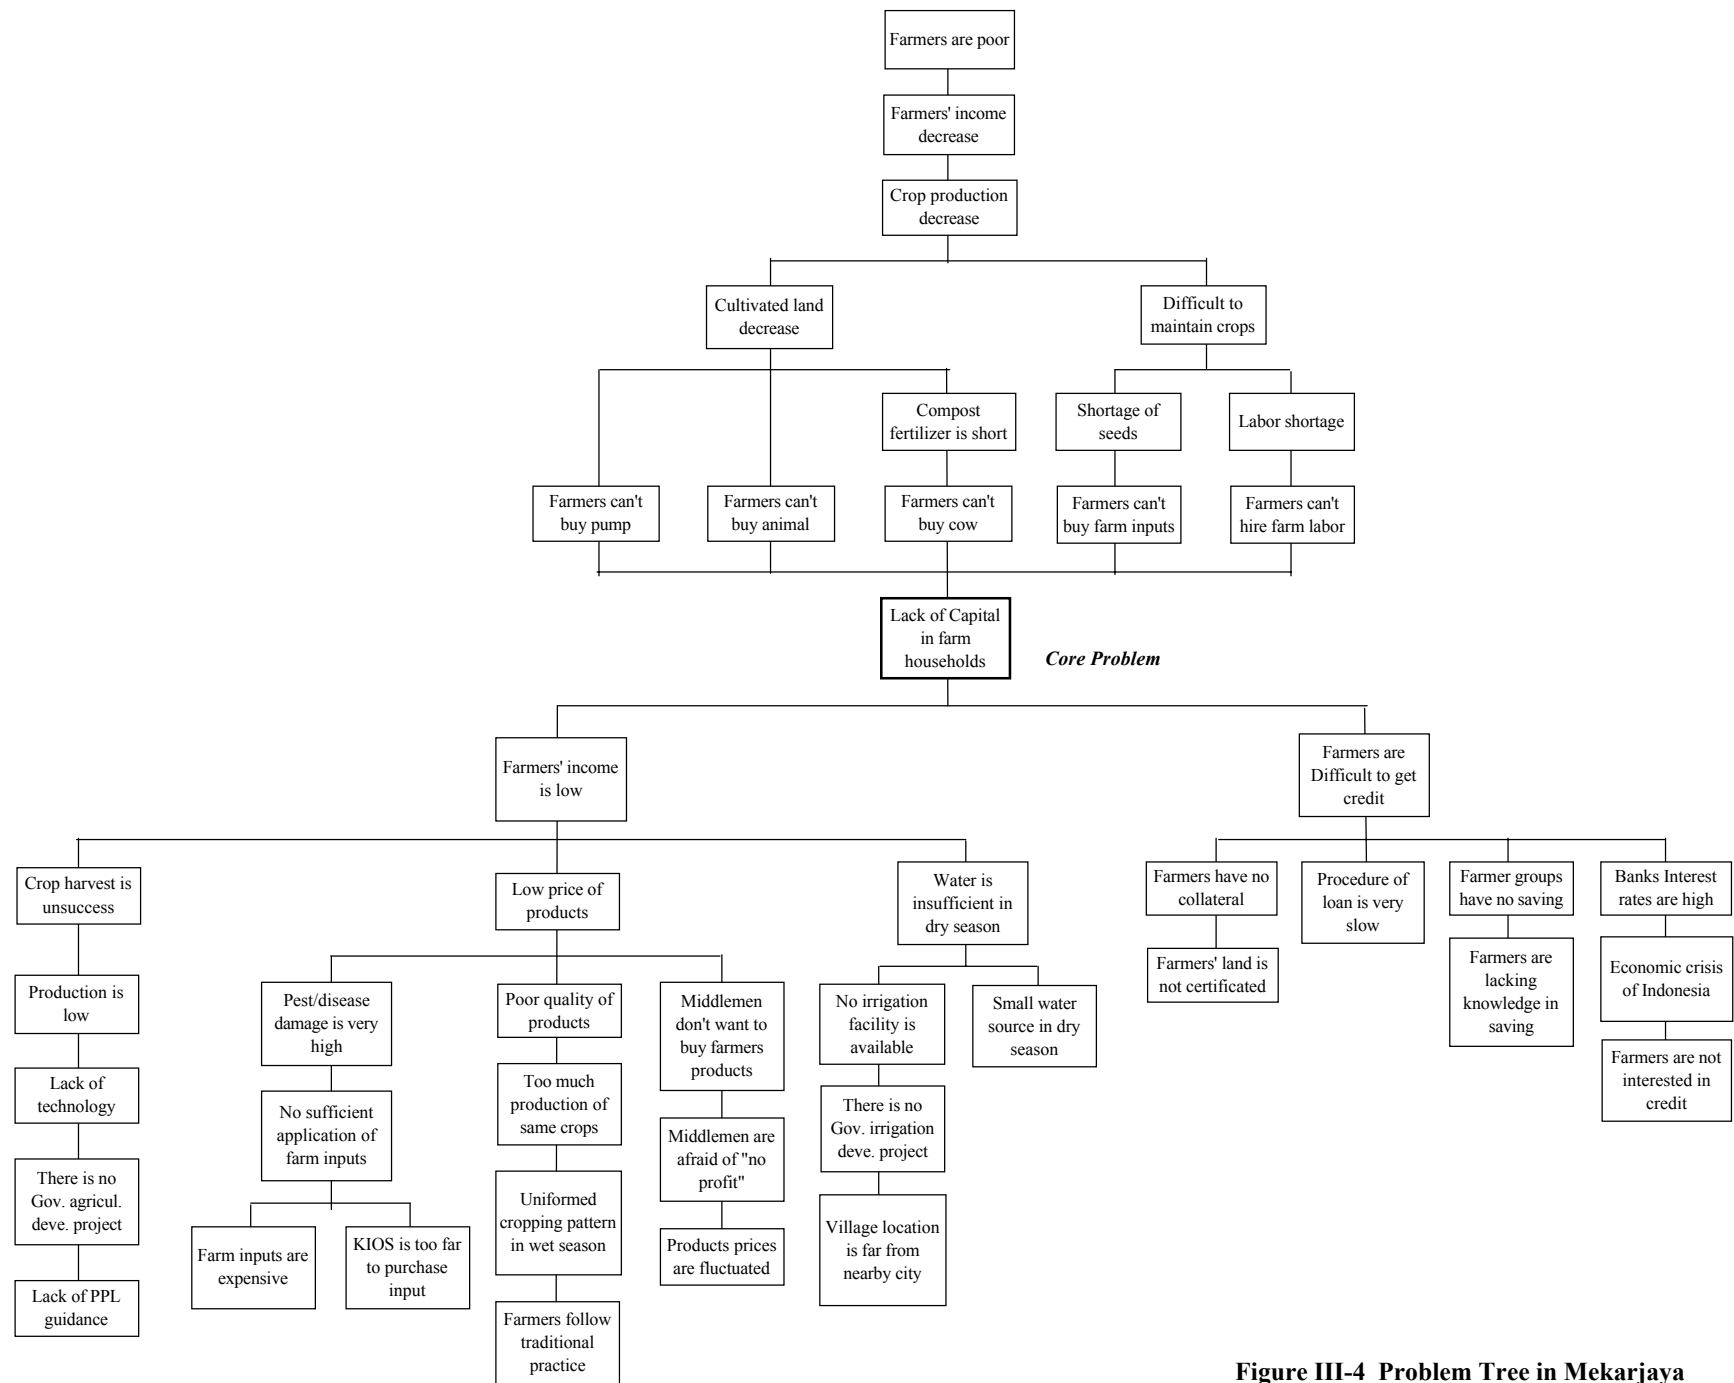 Farmers are poor
Farmers' income
decrease
Crop production
decrease
Cultivated land
decrease
Difficult to
maintain crops
Compost
fertilizer is short
Shortage of
seeds
Labor shortage
Farmers can't
buy pump
Farmers can't
buy animal
Farmers can't
buy cow
Farmers can't
buy farm inputs
Farmers can't
hire farm labor
Lack of Capital
in farm
households
Core Problem
Farmers' income
is low
Farmers are
Difficult to get
credit
Crop harvest is
unsuccess
Low price of
products
Water is
insufficient in
dry season
Farmers have no
collateral
Procedure of
loan is very
slow
Farmer groups
have no saving
Banks Interest
rates are high
Production is
low
Pest/disease
damage is very
high
Poor quality of
products
Middlemen
don't want to
buy farmers
products
No irrigation
facility is
available
Small water
source in dry
season
Farmers' land is
not certificated
Farmers are
lacking
knowledge in
saving
Economic crisis
of Indonesia
Lack of
technology
No sufficient
application of
farm inputs
Too much
production of
same crops
Middlemen are
afraid of "no
profit"
There is no
Gov. irrigation
deve. project
Farmers are not
interested in
credit
There is no
Gov. agricul.
deve. project
Farm inputs are
expensive
KIOS is too far
to purchase
input
Uniformed
cropping pattern
in wet season
Products prices
are fluctuated
Village location
is far from
nearby city
Lack of PPL
guidance
Farmers follow
traditional
practice
Figure III-4 Problem Tree in Mekarjaya